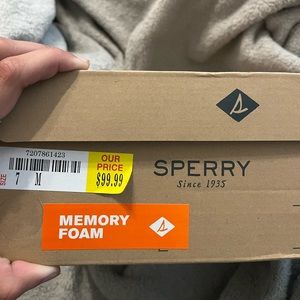 7207861423
SIZE
7 M
OUR
PRICE
$99.99
SPERRY
Since 1935
MEMORY
FOAM